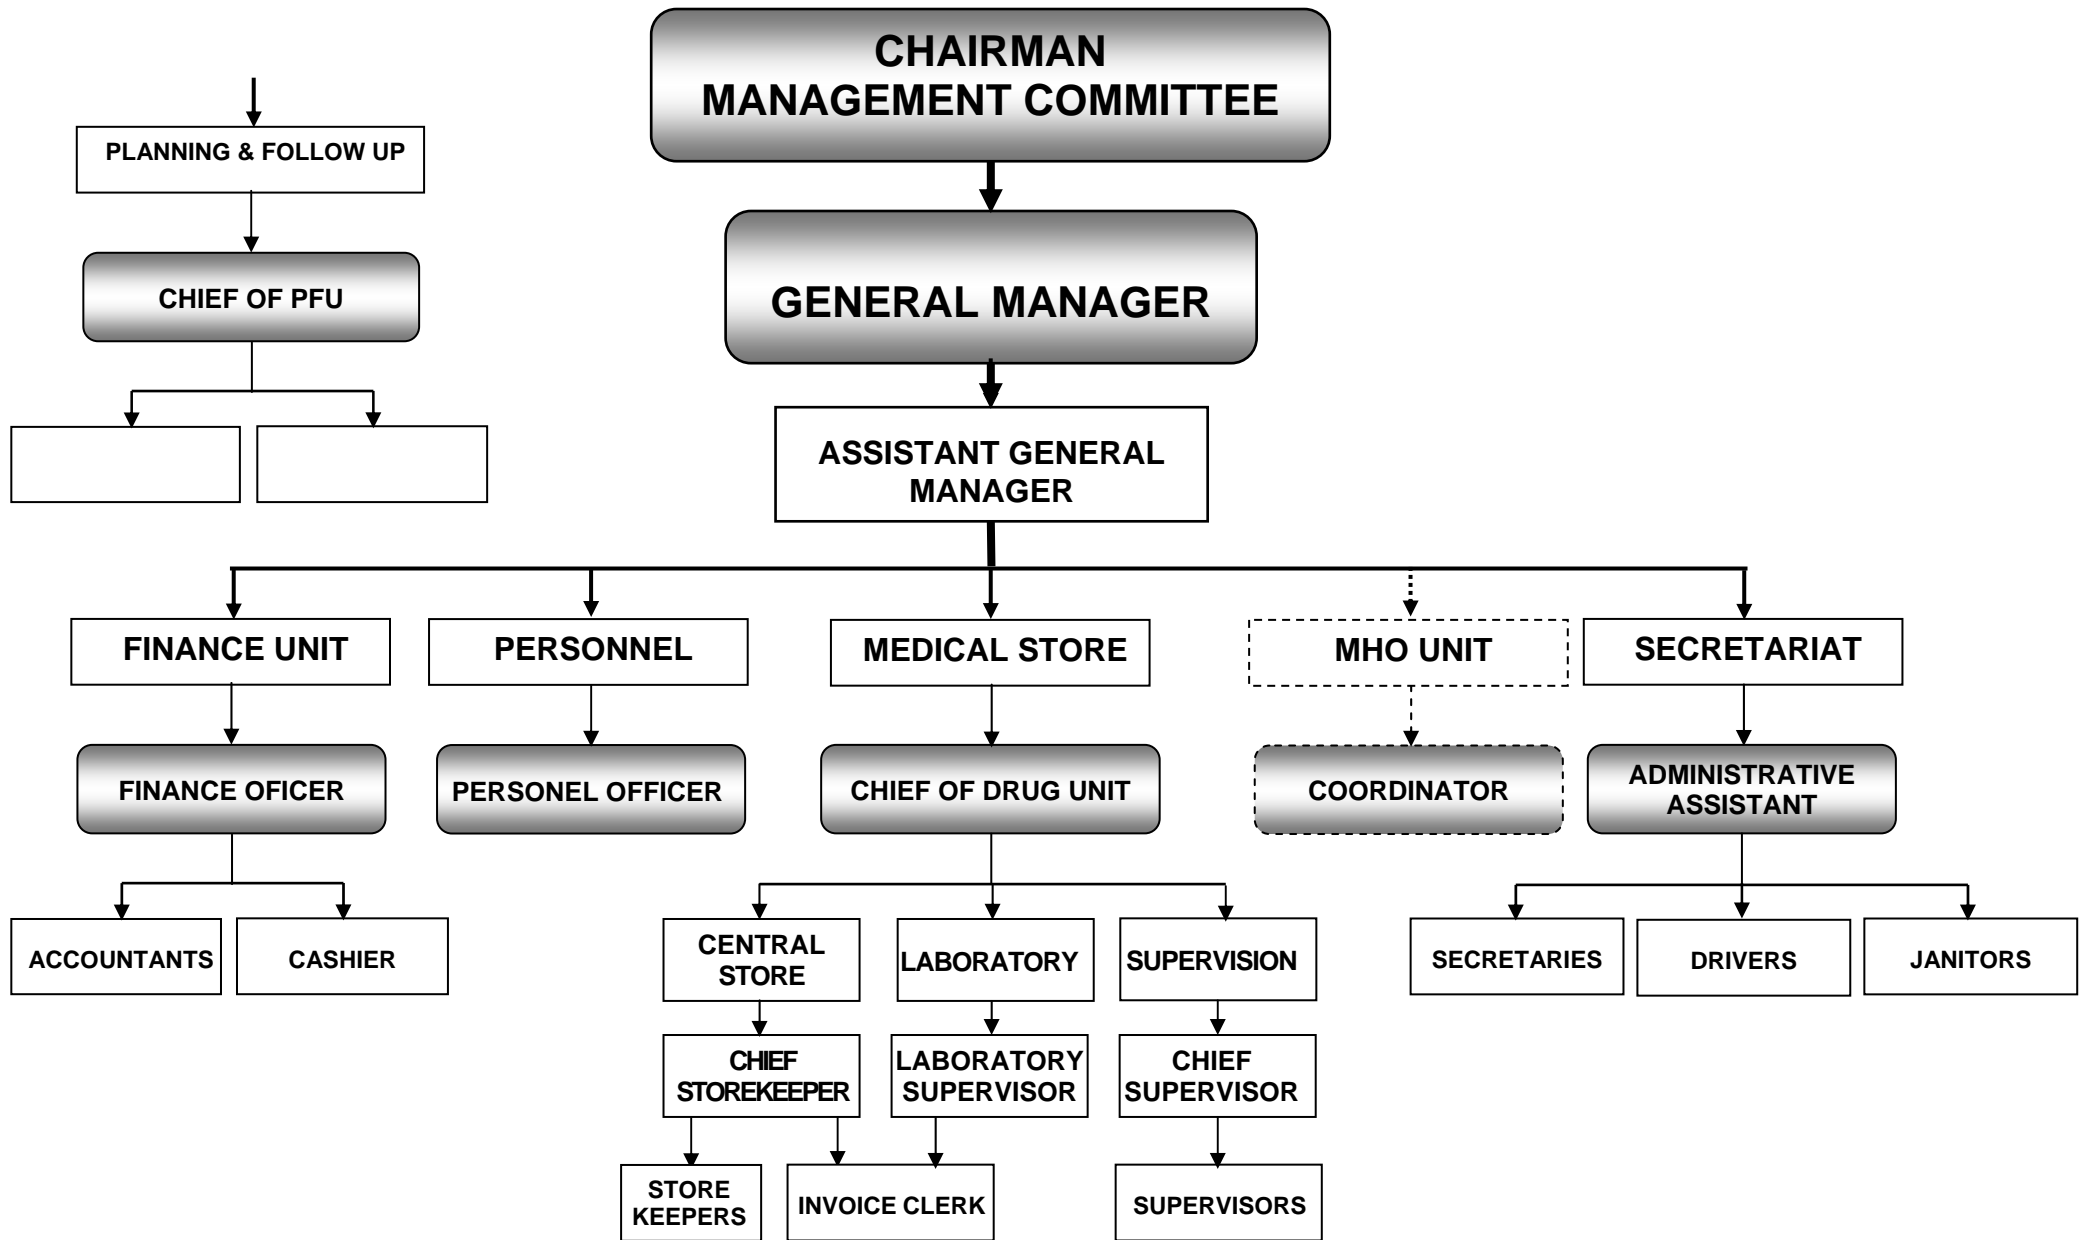 CHAIRMAN
MANAGEMENT COMMITTEE
PLANNING & FOLLOW UP
CHIEF OF PFU
GENERAL MANAGER
ASSISTANT GENERAL
MANAGER
FINANCE UNIT
PERSONNEL
MEDICAL STORE
MHO UNIT
SECRETARIAT
FINANCE OFICER
PERSONEL OFFICER
CHIEF OF DRUG UNIT
COORDINATOR
ADMINISTRATIVE
ASSISTANT
ACCOUNTANTS
CASHIER
CENTRAL
STORE
LABORATORY
SUPERVISION
SECRETARIES
DRIVERS
JANITORS
CHIEF
STOREKEEPER
LABORATORY
SUPERVISOR
CHIEF
SUPERVISOR
STORE
KEEPERS
INVOICE CLERK
SUPERVISORS